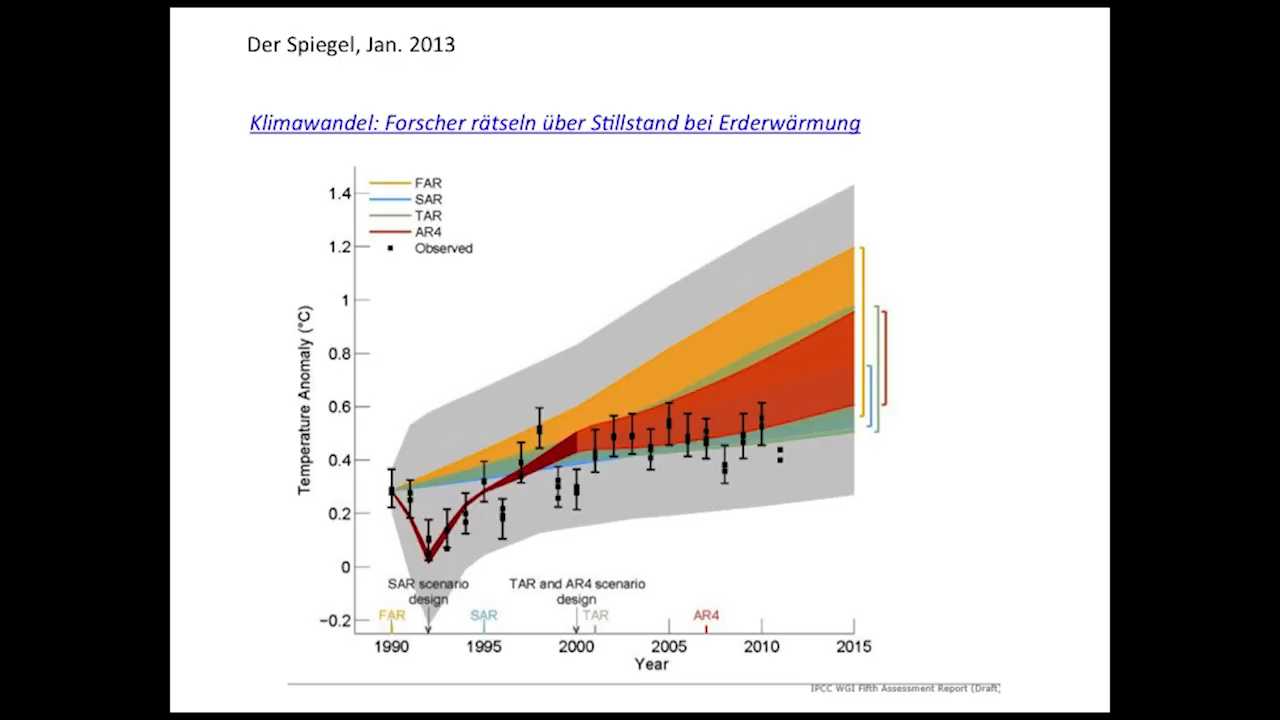 Der Spiegel, Jan. 2013
Klimawandel: Forscher rätseln über Stillstand bei Erderwärmung
FAR
SAR
TAR
AR4
Observed
1.4
1.2
1
0.8
0.6
0.4
0.2
0
−0.2
Temperature Anomaly (°C)
SAR scenario
design
TAR and AR4 scenario
design
FAR
SAR
TAR
AR4
1990
1995
2000
2005
2010
2015
Year
IPCC WGI Fifth Assessment Report (Draft)